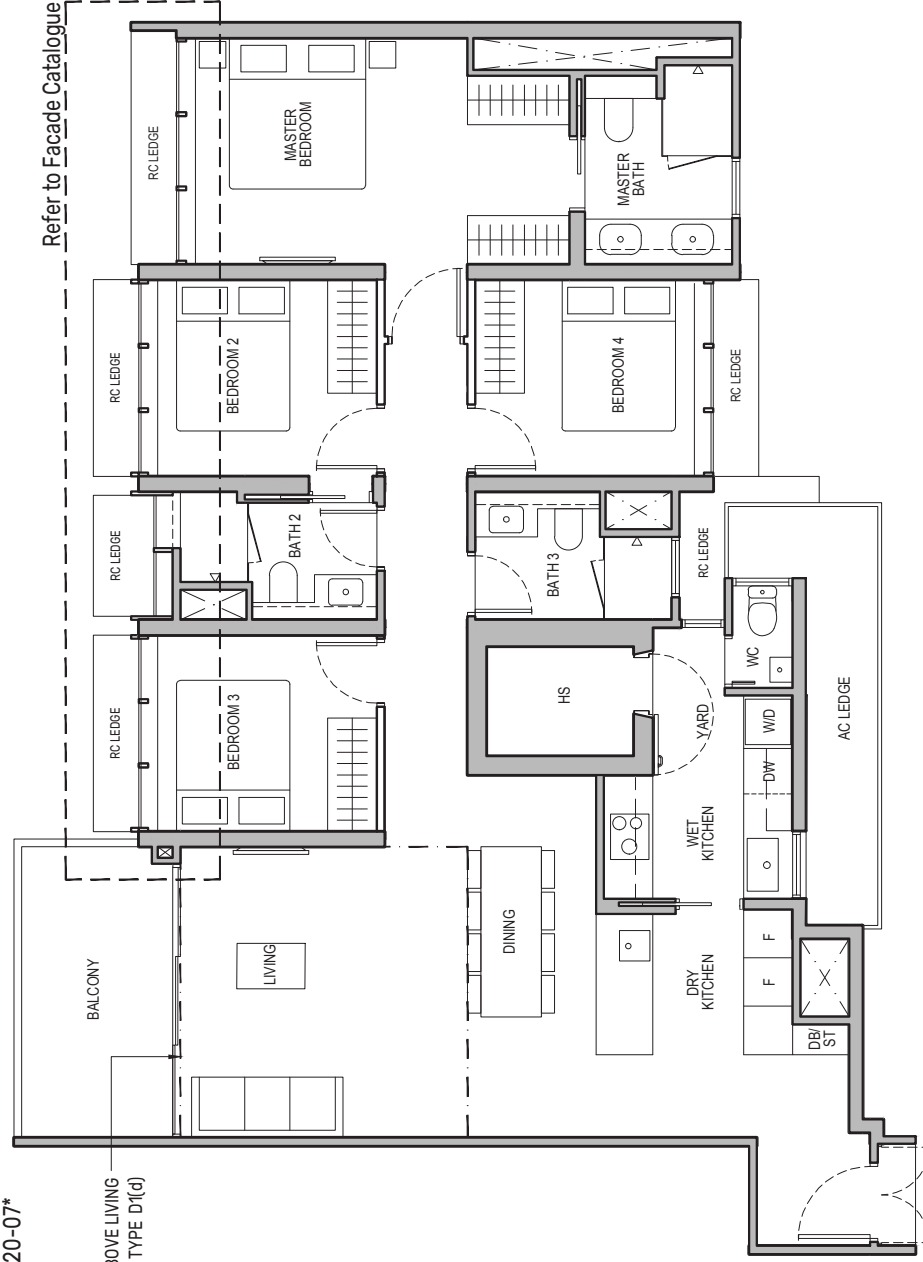 Refer to Facade Catalogue
RC LEDGE
MASTER
BEDROOM
MASTER
BATH
RC LEDGE
BEDROOM 2
BEDROOM 4
RC LEDGE
RC LEDGE
BATH 2
BATH 3
RC LEDGE
RC LEDGE
BEDROOM 3
HS
YARD
WC
W/D
DW
AC LEDGE
BALCONY
LIVING
DINING
WET
KITCHEN
DRY
KITCHEN
F
F
DB/
ST
20-07*
BOVE LIVING
TYPE D1(d)